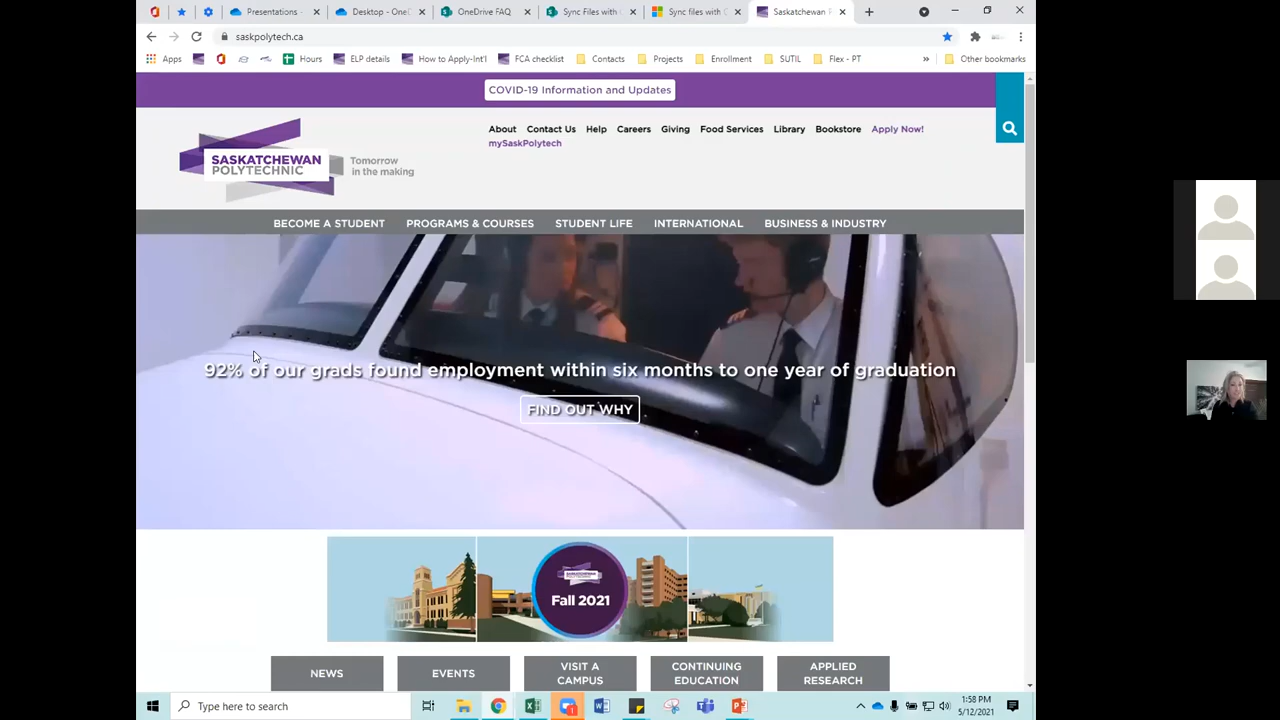 Presentations -
Desktop - OneD
OneDrive FAQ
Sync Files with O
Sync files with O
Saskatchewan P
saskpolytech.ca
Apps
Hours
ELP details
How to Apply-Int'l
FCA checklist
Contacts
Projects
Enrollment
SUTIL
Flex - PT
»
Other bookmarks
COVID-19 Information and Updates
About
Contact Us
Help
Careers
Giving
Food Services
Library
Bookstore
Apply Now!
mySaskPolytech
SASKATCHEWAN
POLYTECHNIC
Tomorrow
in the making
BECOME A STUDENT
PROGRAMS & COURSES
STUDENT LIFE
INTERNATIONAL
BUSINESS & INDUSTRY
92% of our grads found employment within six months to one year of graduation
FIND OUT WHY
Fall 2021
NEWS
EVENTS
VISIT A
CAMPUS
CONTINUING
EDUCATION
APPLIED
RESEARCH
Type here to search
1:58 PM
5/12/2021